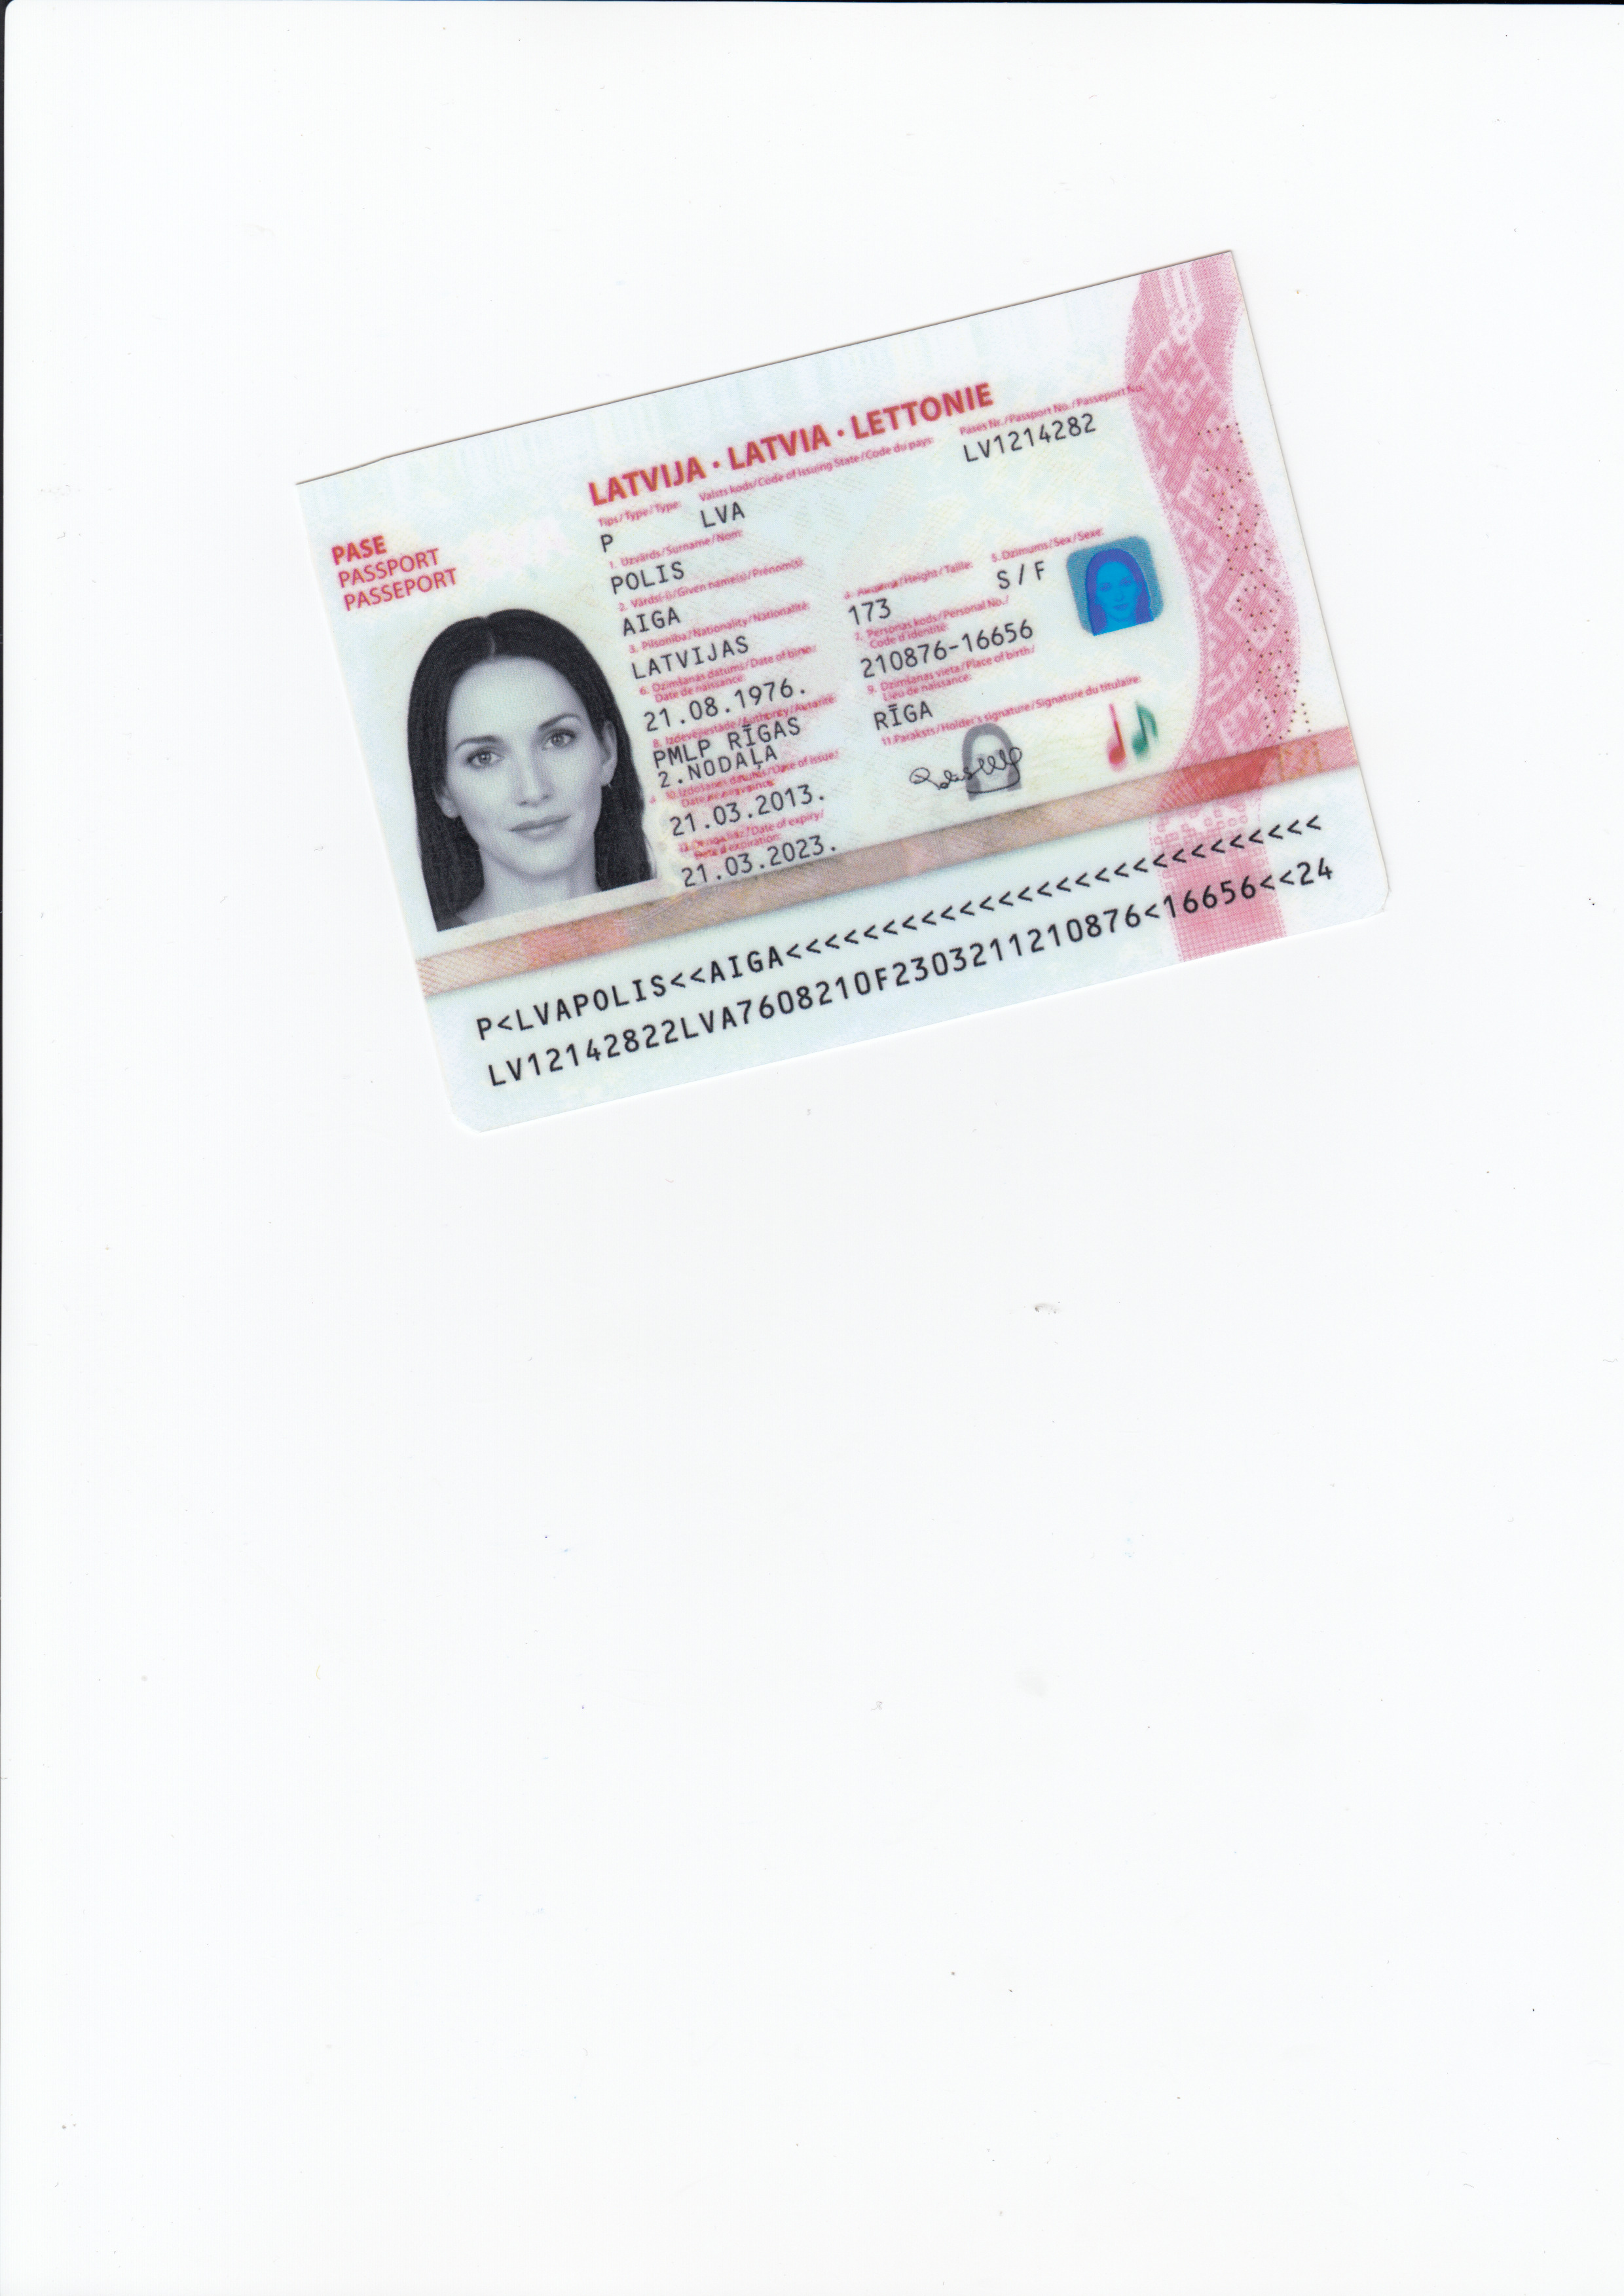 LATVIJA · LATVIA · LETTONIE
PASE
PASSPORT
PASSEPORT
Tips/Type/Type:
P
Valsts kods/Code of Issuing State/Code du pays:
LVA
Pases Nr./Passport No./Passeport No.
LV1214282
1. Uzvārds/Surname/Nom:
POLIS
2. Vārds(-i)/Given name(s)/Prénom(s):
AIGA
3. Pilsonība/Nationality/Nationalité:
LATVIJAS
4. Augums/Height/Taille:
173
5. Dzimums/Sex/Sexe:
S/F
6. Dzimšanas datums/Date of birth/
Date de naissance:
21.08.1976.
7. Personas kods/Personal No./
Code d'identité:
210876-16656
8. Izdevējiestāde/Authority/Autorité:
PMLP RĪGAS
2.NODAĻA
9. Dzimšanas vieta/Place of birth/
Lieu de naissance:
RĪGA
10. Izdošanas datums/Date of issue/
21.03.2013.
11. Paraksts/Holder's signature/Signature du titulaire:
/Date of expiry/
Date d'expiration:
21.03.2023.
P<LVAPOLIS<<AIGA<<<<<<<<<<<<<<<<<<<<<<<<<<<<
LV12142822LVA7608210F2303211210876<16656<<24